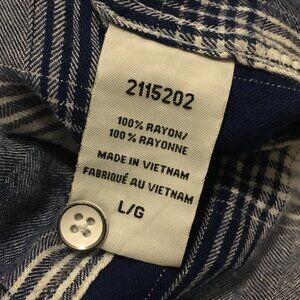 2115202
100% RAYON/
100% RAYONNE
MADE IN VIETNAM
FABRIQUÉ AU VIETNAM
L/G